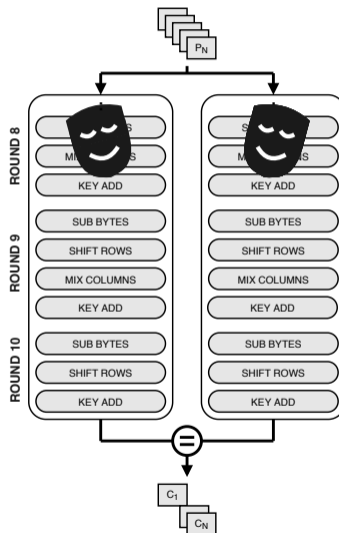 P_N
ROUND 8
KEY ADD
KEY ADD
ROUND 9
SUB BYTES
SHIFT ROWS
MIX COLUMNS
KEY ADD
SUB BYTES
SHIFT ROWS
MIX COLUMNS
KEY ADD
ROUND 10
SUB BYTES
SHIFT ROWS
KEY ADD
SUB BYTES
SHIFT ROWS
KEY ADD
=
C_1
C_N